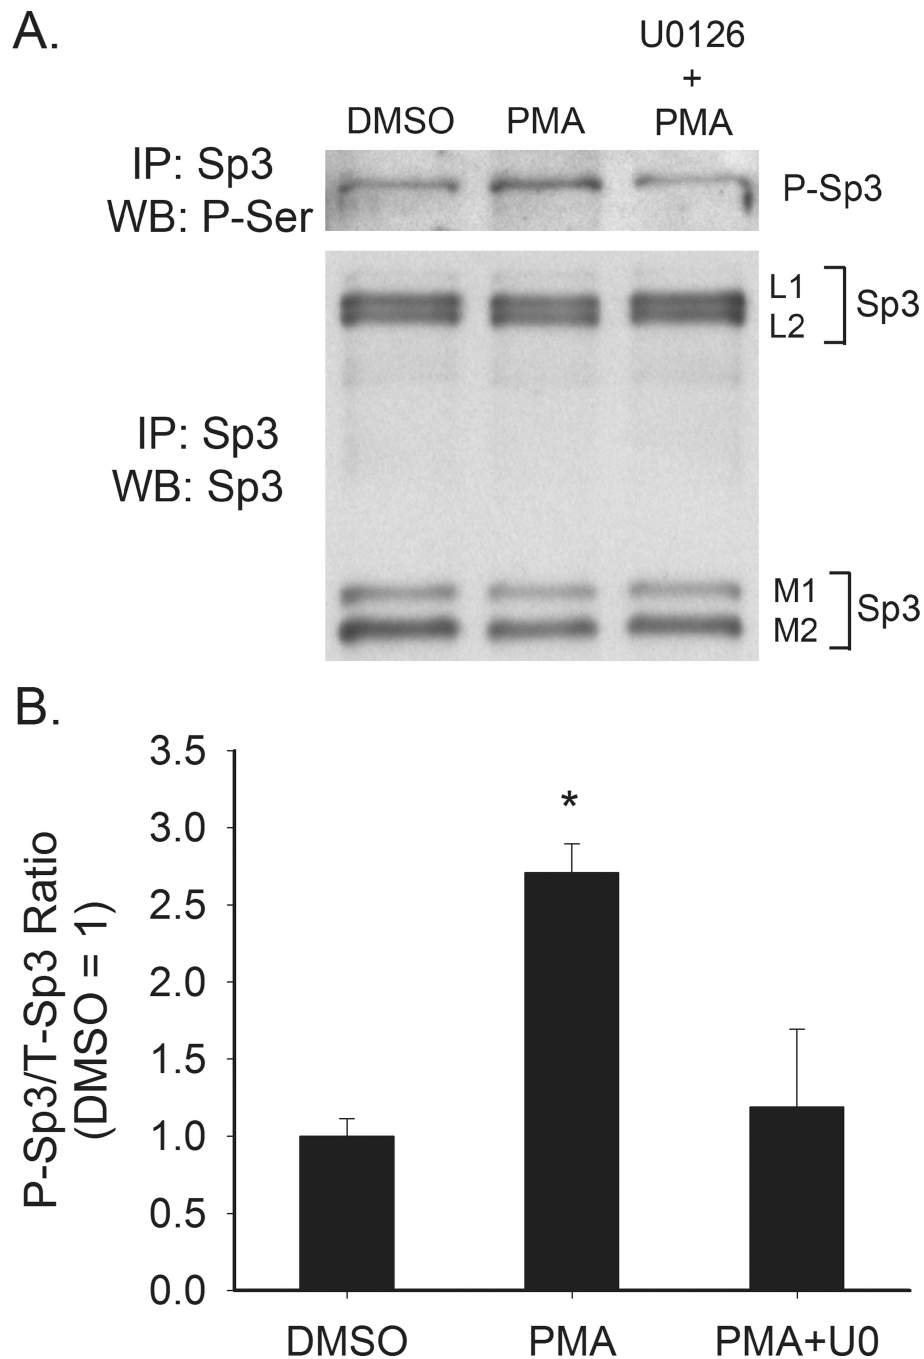 A.
U0126
+
DMSO PMA PMA
IP: Sp3
WB: P-Ser
P-Sp3
L1
L2
Sp3
IP: Sp3
WB: Sp3
M1
M2
Sp3
B.
P-Sp3/T-Sp3 Ratio
(DMSO = 1)
3.5
3.0
2.5
2.0
1.5
1.0
0.5
0.0
*
DMSO PMA PMA+U0